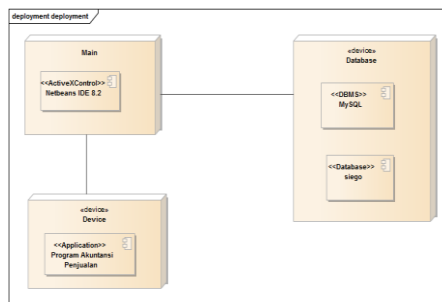 deployment deployment
Main
<<ActiveXControl>>
Netbeans IDE 8.2
«device»
Database
<<DBMS>>
MySQL
<<Database>>
siego
«device»
Device
<<Application>>
Program Akuntansi
Penjualan